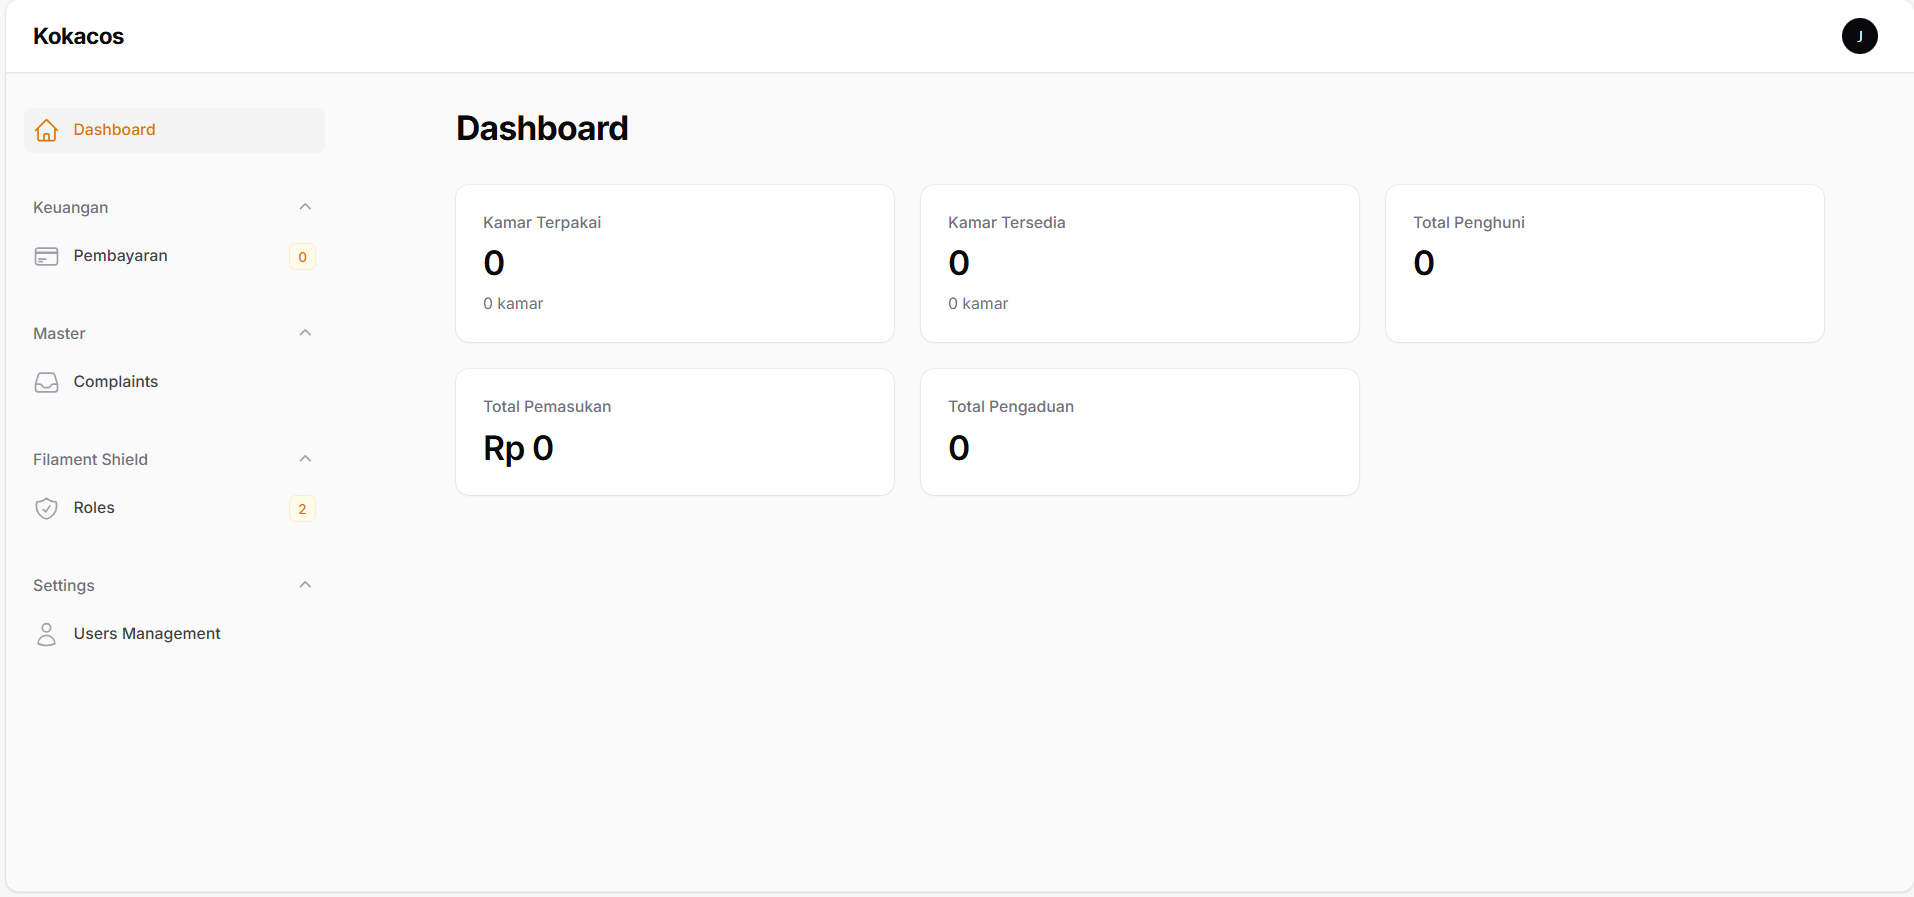 Kokacos
J
Dashboard
Keuangan
Pembayaran
0
Master
Complaints
Filament Shield
Roles
2
Settings
Users Management
Dashboard
Kamar Terpakai
0
0 kamar
Kamar Tersedia
0
0 kamar
Total Penghuni
0
Total Pemasukan
Rp 0
Total Pengaduan
0